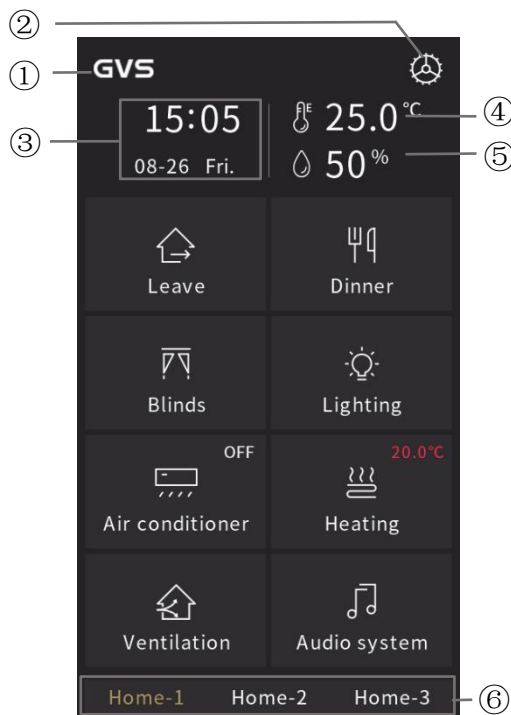 ②
① GVS
15:05
③
08-26 Fri.
E 25.0 °C ④
50 % ⑤
Leave
Dinner
Blinds
Lighting
OFF
Air conditioner
20.0°C
Heating
Ventilation
Audio system
Home-1 Home-2 Home-3 ⑥